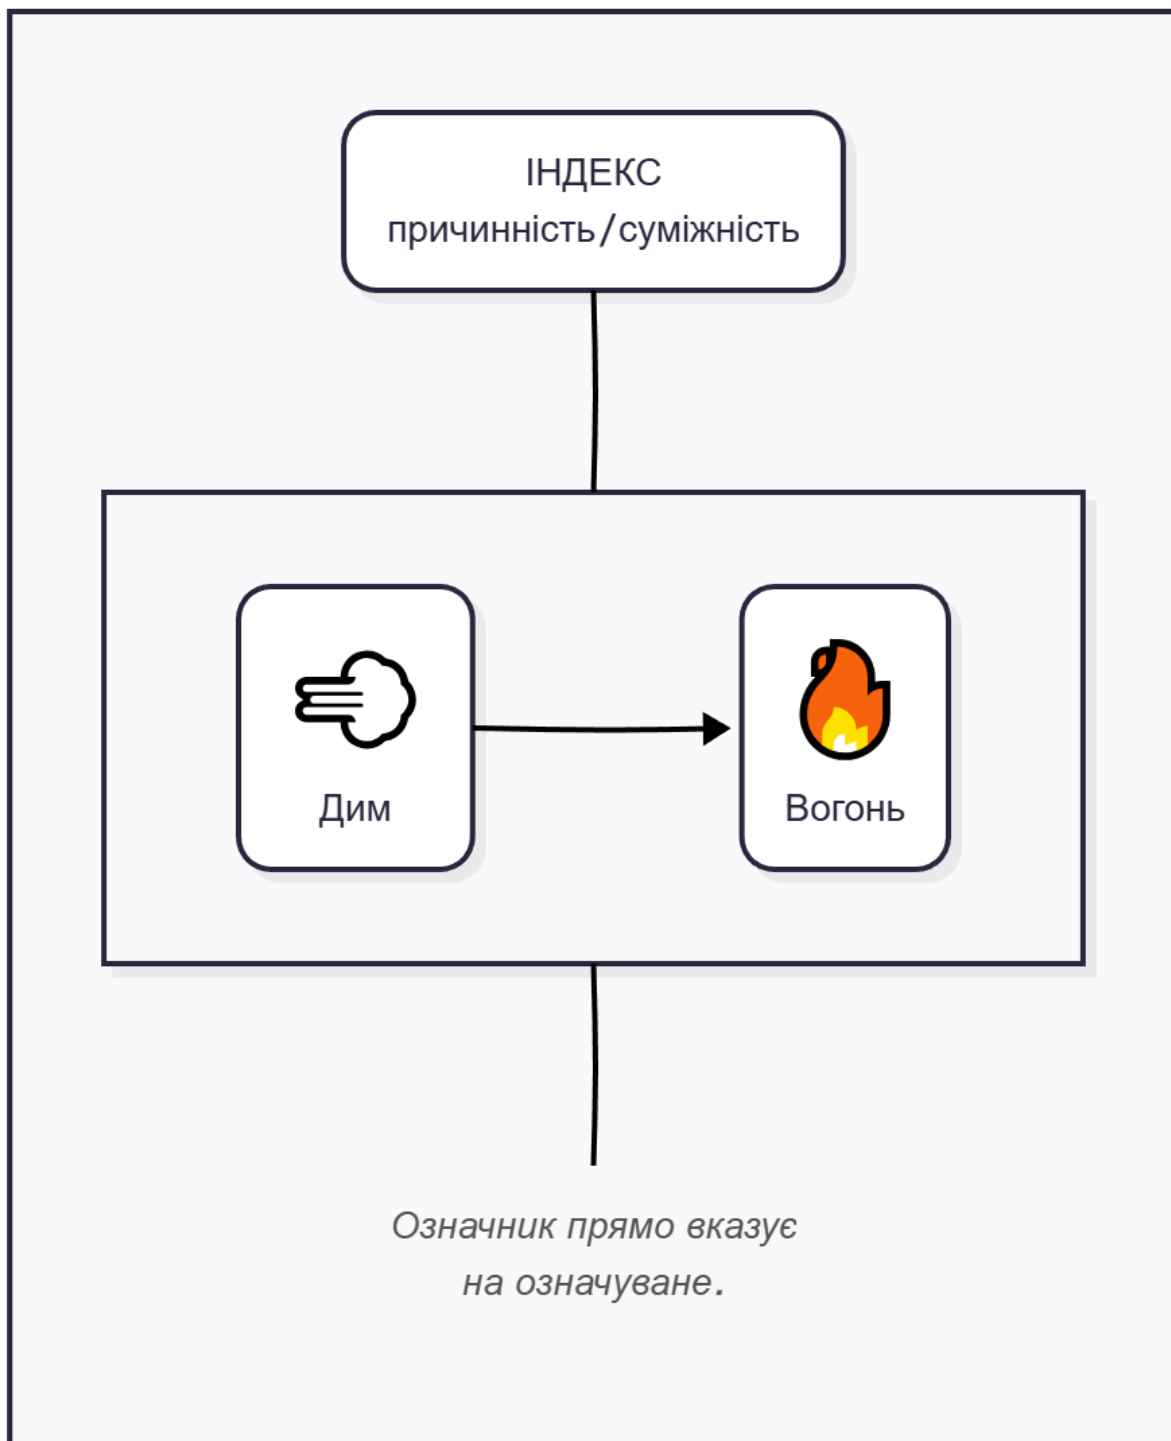 ІНДЕКС
причинність/суміжність
Дим
Вогонь
Означник прямо вказує
на означуване.